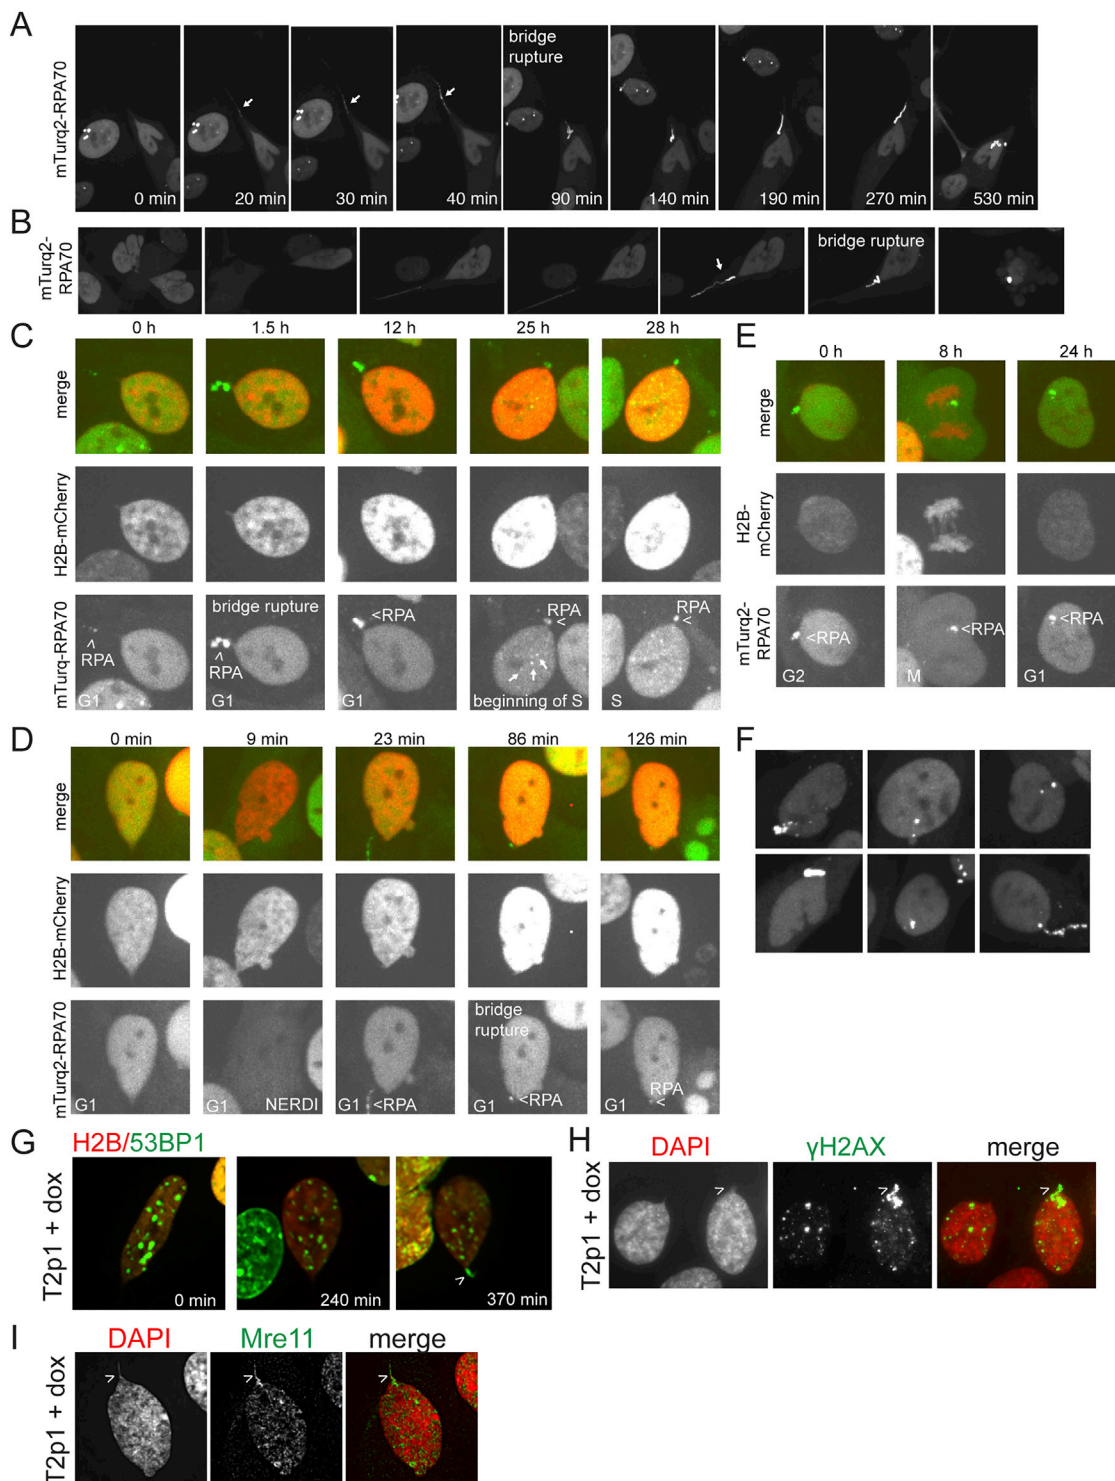 A
mTurq2-RPA70
bridge
rupture
0 min
20 min
30 min
40 min
90 min
140 min
190 min
270 min
530 min
B
mTurq2-
RPA70
bridge rupture
C
0 h
1.5 h
12 h
25 h
28 h
merge
H2B-mCherry
mTurq-RPA70
>
RPA
G1
bridge rupture
>
RPA
G1
<RPA
G1
RPA
<
beginning of S
RPA
<
S
E
0 h
8 h
24 h
merge
H2B-
mCherry
mTurq2-
RPA70
<RPA
G2
<RPA
M
<RPA
G1
D
0 min
9 min
23 min
86 min
126 min
merge
H2B-mCherry
mTurq2-RPA70
G1
G1
NERDI
G1
<RPA
bridge
rupture
<RPA
G1
RPA
<
G1
F
G
H2B/53BP1
T2p1 + dox
0 min
240 min
370 min
>
H
DAPI
γH2AX
merge
T2p1 + dox
>
>
>
I
DAPI
Mre11
merge
T2p1 + dox
>
>
>